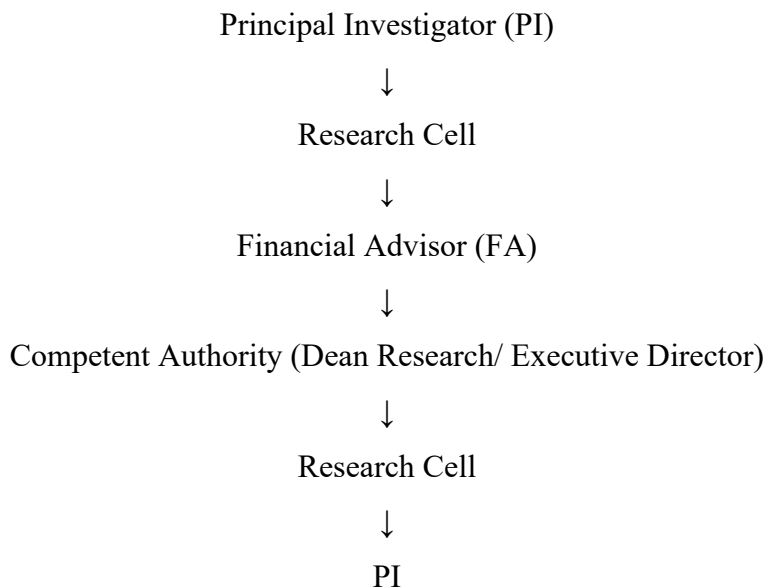 Principal Investigator (PI)
↓
Research Cell
↓
Financial Advisor (FA)
↓
Competent Authority (Dean Research/ Executive Director)
↓
Research Cell
↓
PI